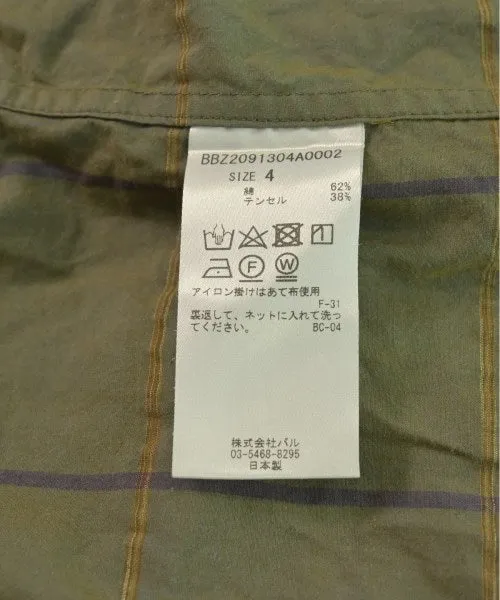 BBZ2091304A0002
SIZE 4
綿 62%
テンセル 38%
F W
アイロン掛けはあて布使用
F-31
裏返して、ネットに入れて洗っ
てください。 BC-04
株式会社パル
03-5468-8295
日本製